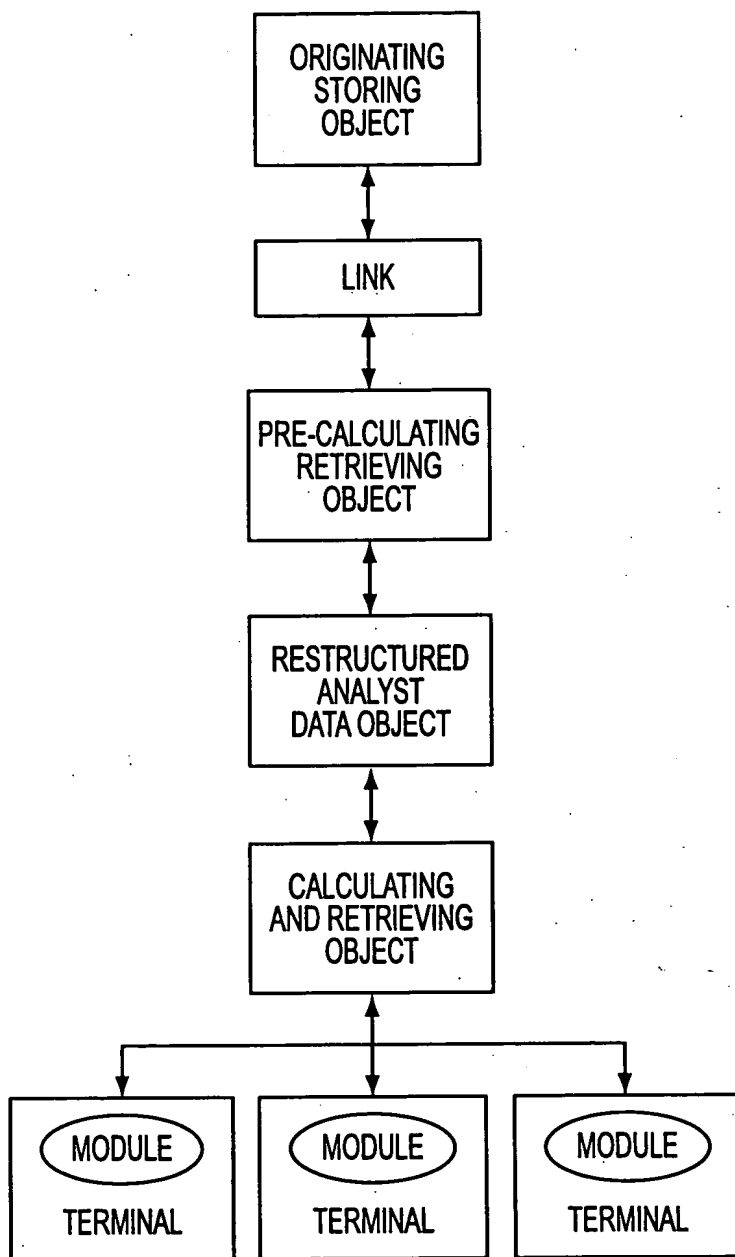 ORIGINATING
STORING
OBJECT
LINK
PRE-CALCULATING
RETRIEVING
OBJECT
RESTRUCTURED
ANALYST
DATA OBJECT
CALCULATING
AND RETRIEVING
OBJECT
MODULE
TERMINAL
MODULE
TERMINAL
MODULE
TERMINAL